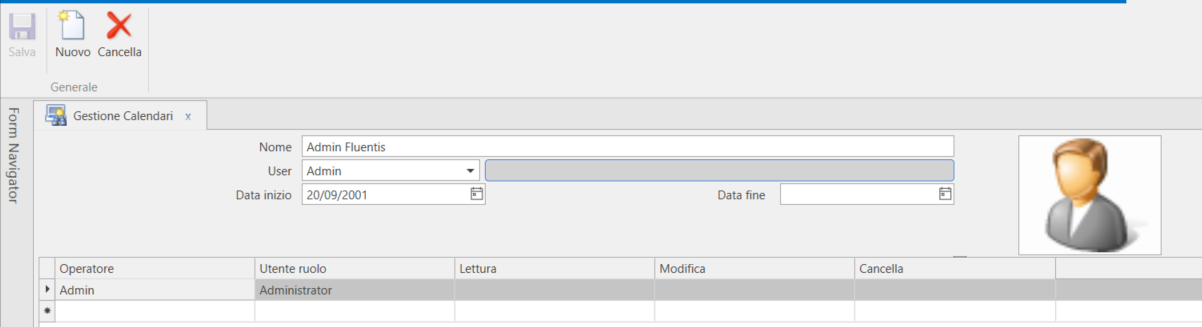 Salva
Nuovo Cancella
Generale
Form Navigator
Gestione Calendari x
Nome Admin Fluentis
User Admin
Data inizio 20/09/2001 Data fine
Operatore Utente ruolo Lettura Modifica Cancella
Admin Administrator